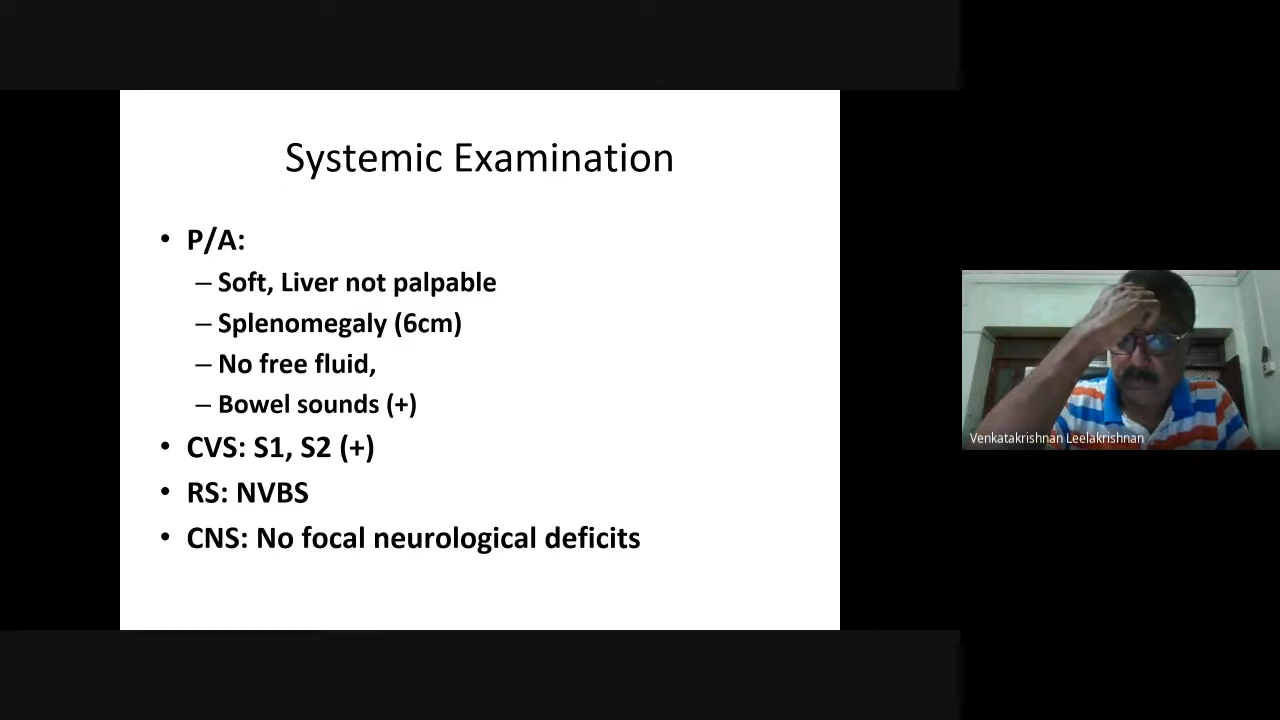 Systemic Examination
• P/A:
– Soft, Liver not palpable
– Splenomegaly (6cm)
– No free fluid,
– Bowel sounds (+)
• CVS: S1, S2 (+)
• RS: NVBS
• CNS: No focal neurological deficits
Venkatakrishnan Leelakrishnan